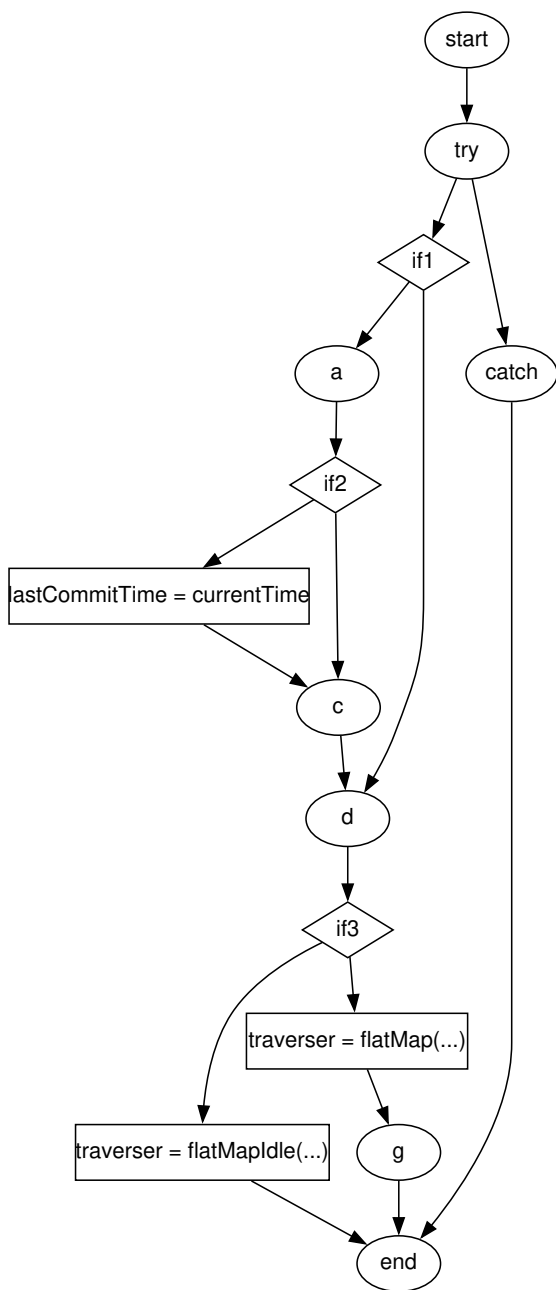 start
try
if1
a
catch
if2
lastCommitTime = currentTime
c
d
if3
traverser = flatMap(...)
traverser = flatMapIdle(...)
g
end